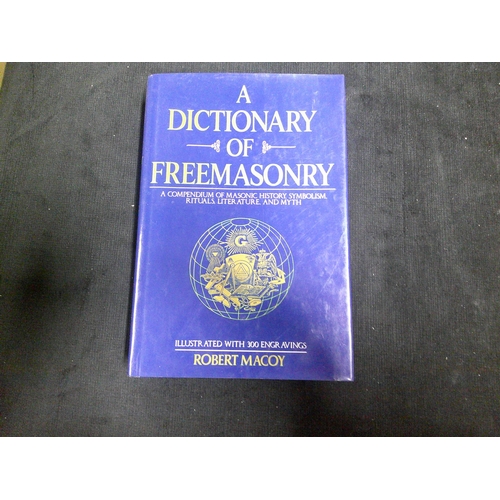 A
DICTIONARY
OF
FREEMASONRY
A COMPENDIUM OF MASONIC HISTORY, SYMBOLISM,
RITUALS, LITERATURE, AND MYTH
G
ILLUSTRATED WITH 300 ENGRAVINGS
ROBERT MACOY